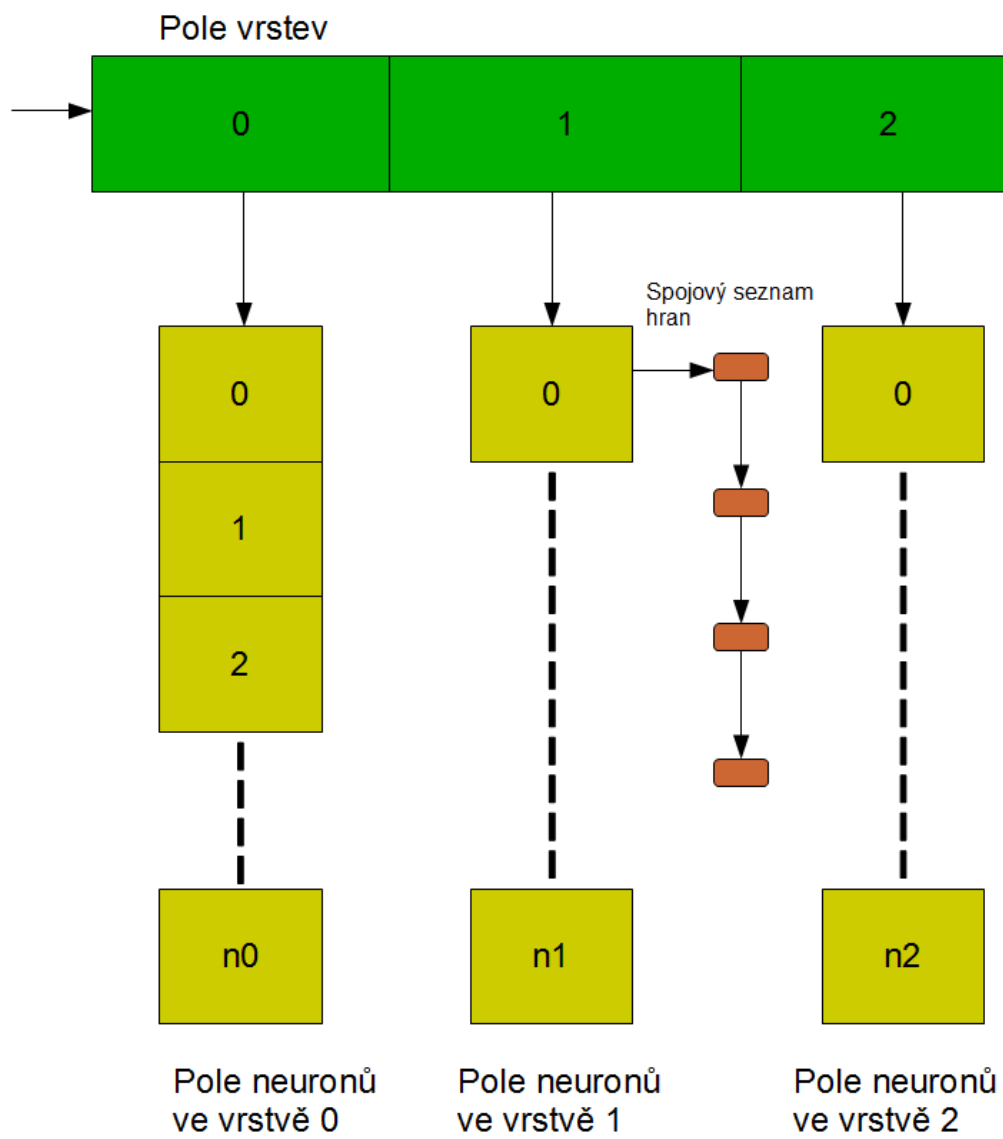 Pole vrstev
0 1 2
Spojový seznam
hran
0 0 0
1
2
n0 n1 n2
Pole neuronů
ve vrstvě 0
Pole neuronů
ve vrstvě 1
Pole neuronů
ve vrstvě 2